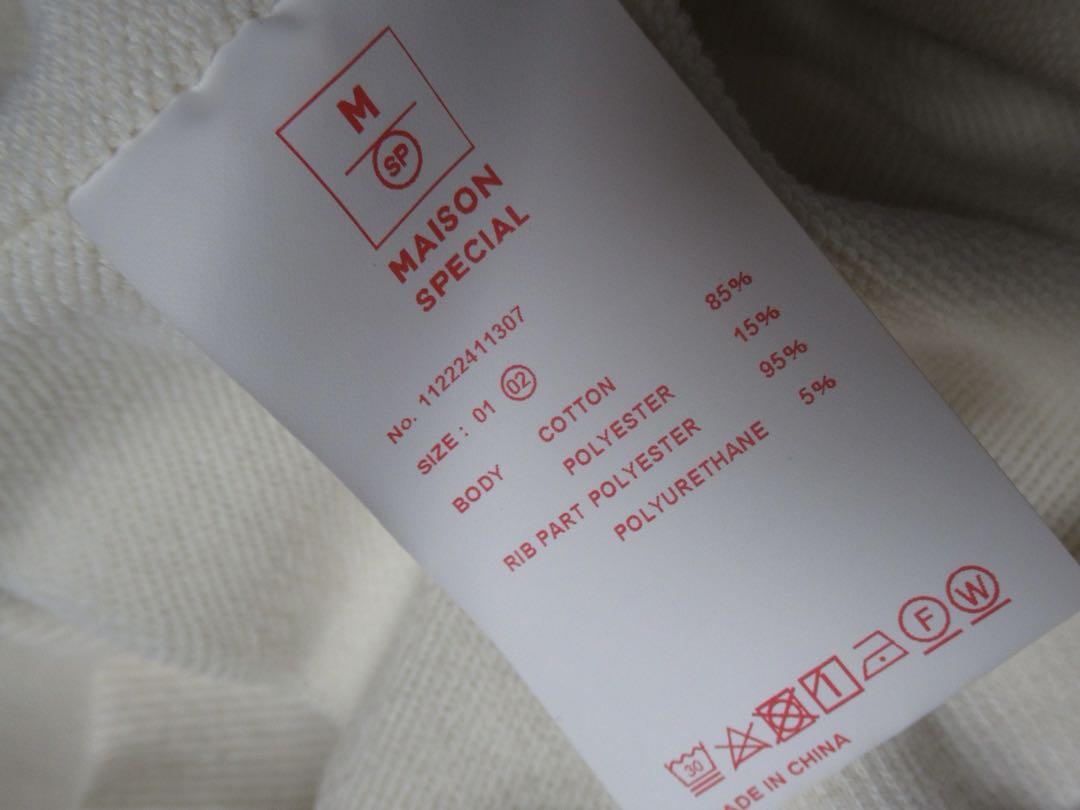 M
SP
MAISON
SPECIAL
No. 11222411307
SIZE : 01 02
BODY COTTON 85%
POLYESTER 15%
RIB PART POLYESTER 95%
POLYURETHANE 5%
30 F W
ADE IN CHINA